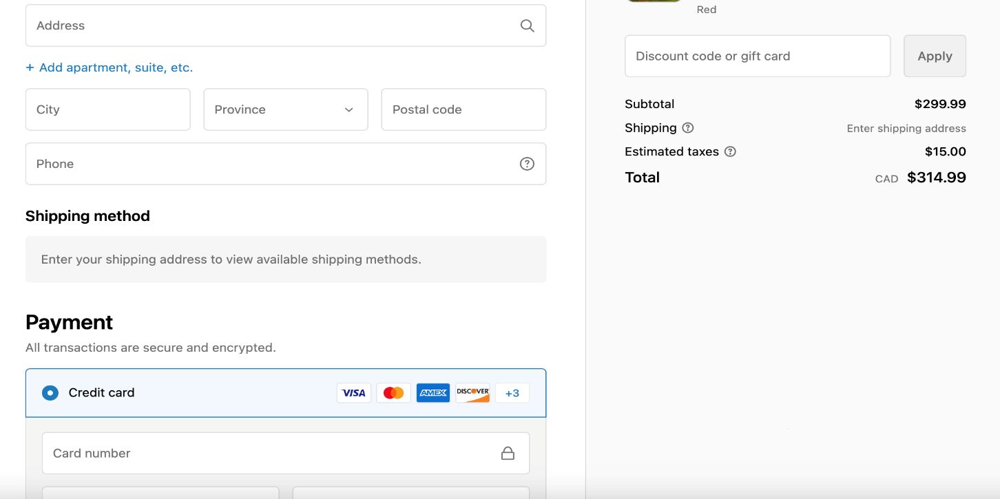 Address
+ Add apartment, suite, etc.
City
Province
Postal code
Phone
Shipping method
Enter your shipping address to view available shipping methods.
Payment
All transactions are secure and encrypted.
Credit card
VISA
AMEX
DISCOVER
+3
Card number
Red
Discount code or gift card
Apply
Subtotal $299.99
Shipping Enter shipping address
Estimated taxes $15.00
Total CAD $314.99